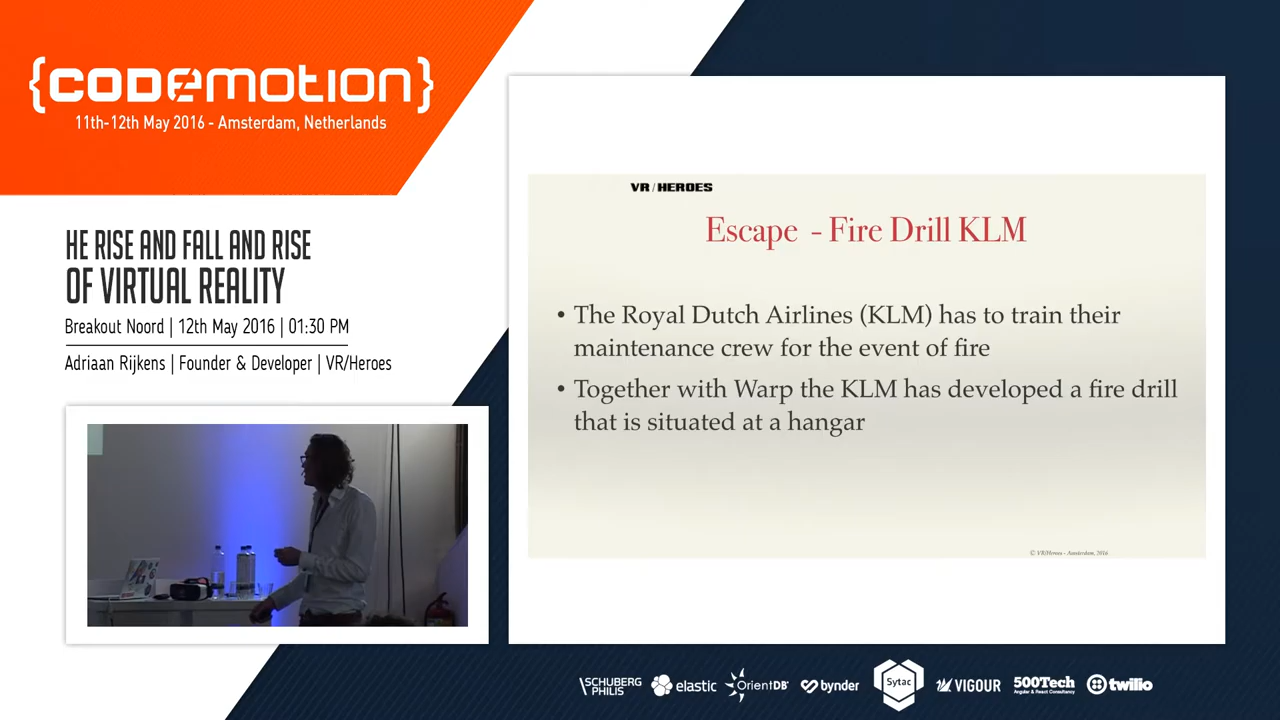 {CODEMOTION}
11th-12th May 2016 - Amsterdam, Netherlands
HE RISE AND FALL AND RISE
OF VIRTUAL REALITY
Breakout Noord | 12th May 2016 | 01:30 PM
Adriaan Rijkens | Founder & Developer | VR/Heroes
VR/HEROES
Escape - Fire Drill KLM
• The Royal Dutch Airlines (KLM) has to train their
maintenance crew for the event of fire
• Together with Warp the KLM has developed a fire drill
that is situated at a hangar
© VR/Heroes - Amsterdam, 2016
SCHUBERG
PHILIS
elastic
OrientDB
bynder
Sytac
VIGOUR
500Tech
Angular & React Consultancy
twilio